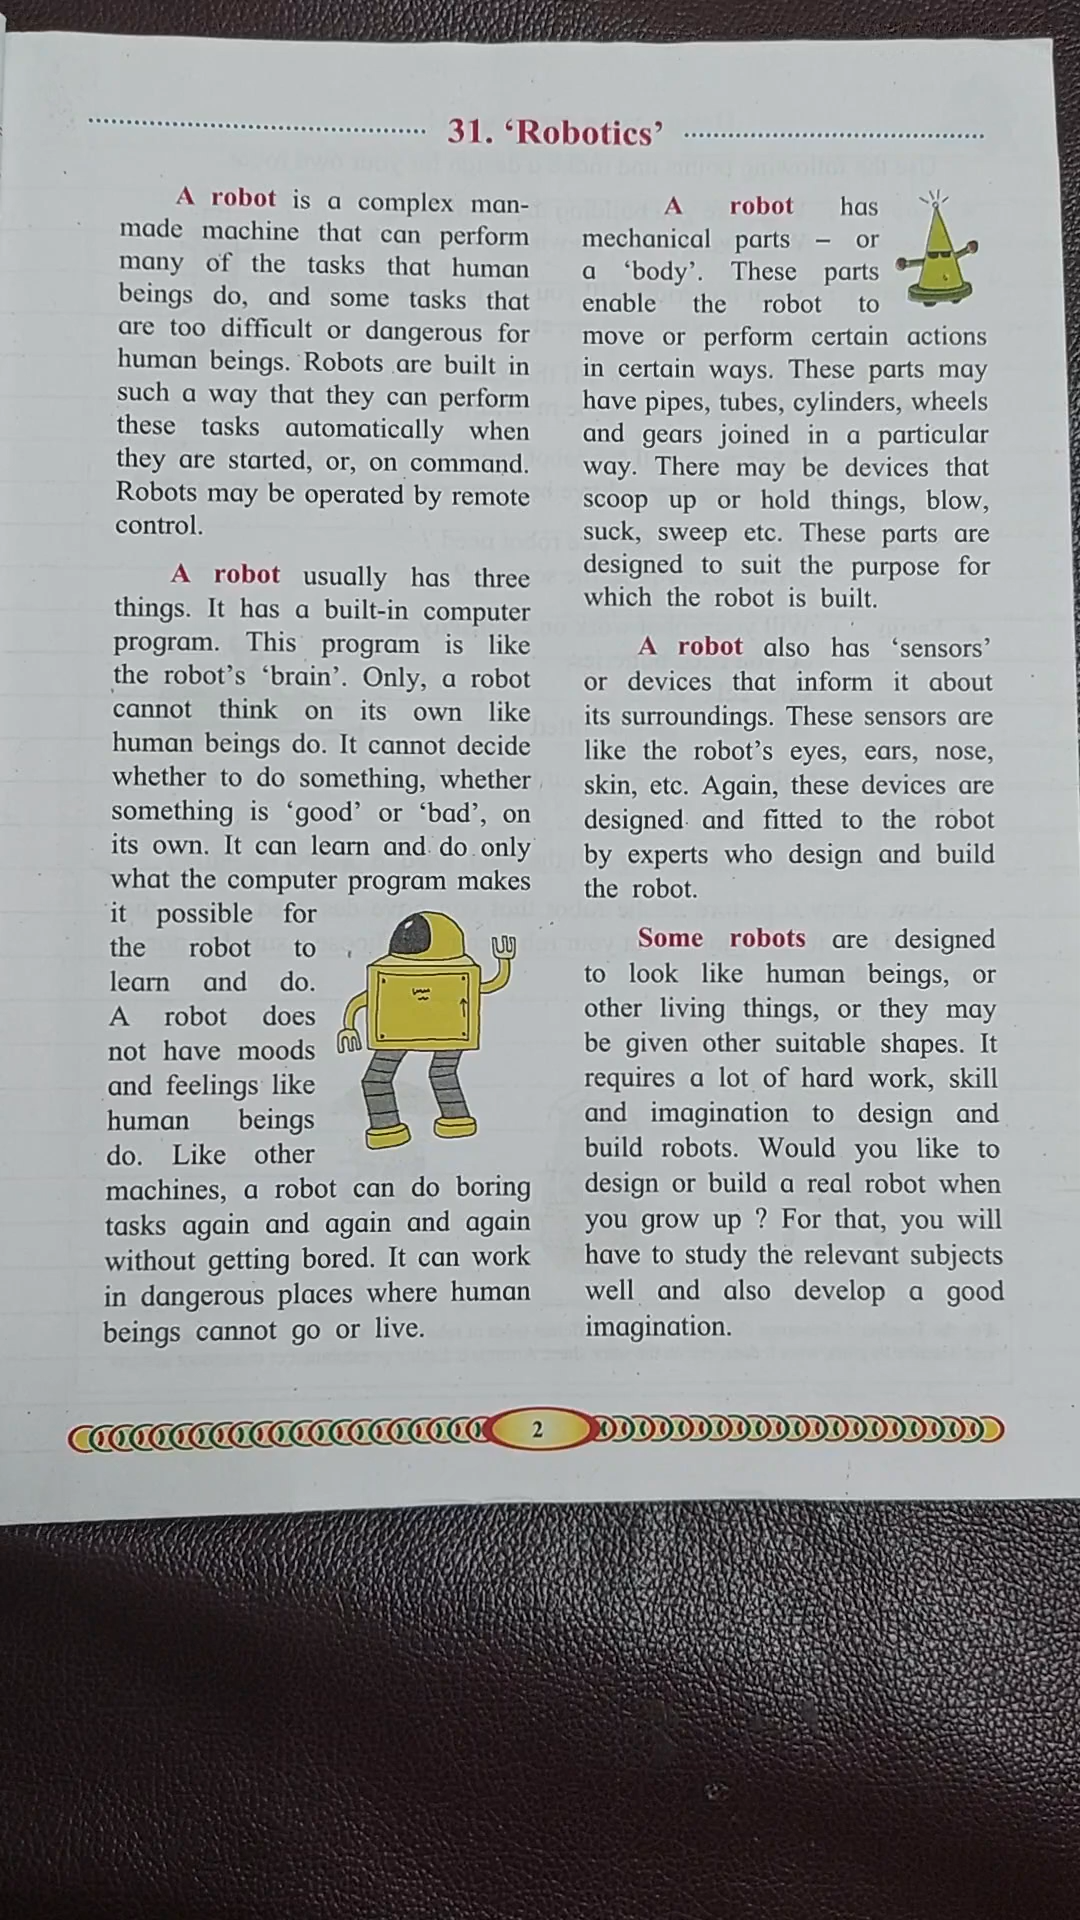 31. ‘Robotics’
A robot is a complex man-
made machine that can perform
many of the tasks that human
beings do, and some tasks that
are too difficult or dangerous for
human beings. Robots are built in
such a way that they can perform
these tasks automatically when
they are started, or, on command.
Robots may be operated by remote
control.
A robot usually has three
things. It has a built-in computer
program. This program is like
the robot’s ‘brain’. Only, a robot
cannot think on its own like
human beings do. It cannot decide
whether to do something, whether
something is ‘good’ or ‘bad’, on
its own. It can learn and do only
what the computer program makes
it possible for
the robot to
learn and do.
A robot does
not have moods
and feelings like
human beings
do. Like other
machines, a robot can do boring
tasks again and again and again
without getting bored. It can work
in dangerous places where human
beings cannot go or live.
A robot has
mechanical parts – or
a ‘body’. These parts
enable the robot to
move or perform certain actions
in certain ways. These parts may
have pipes, tubes, cylinders, wheels
and gears joined in a particular
way. There may be devices that
scoop up or hold things, blow,
suck, sweep etc. These parts are
designed to suit the purpose for
which the robot is built.
A robot also has ‘sensors’
or devices that inform it about
its surroundings. These sensors are
like the robot’s eyes, ears, nose,
skin, etc. Again, these devices are
designed and fitted to the robot
by experts who design and build
the robot.
Some robots are designed
to look like human beings, or
other living things, or they may
be given other suitable shapes. It
requires a lot of hard work, skill
and imagination to design and
build robots. Would you like to
design or build a real robot when
you grow up ? For that, you will
have to study the relevant subjects
well and also develop a good
imagination.
2